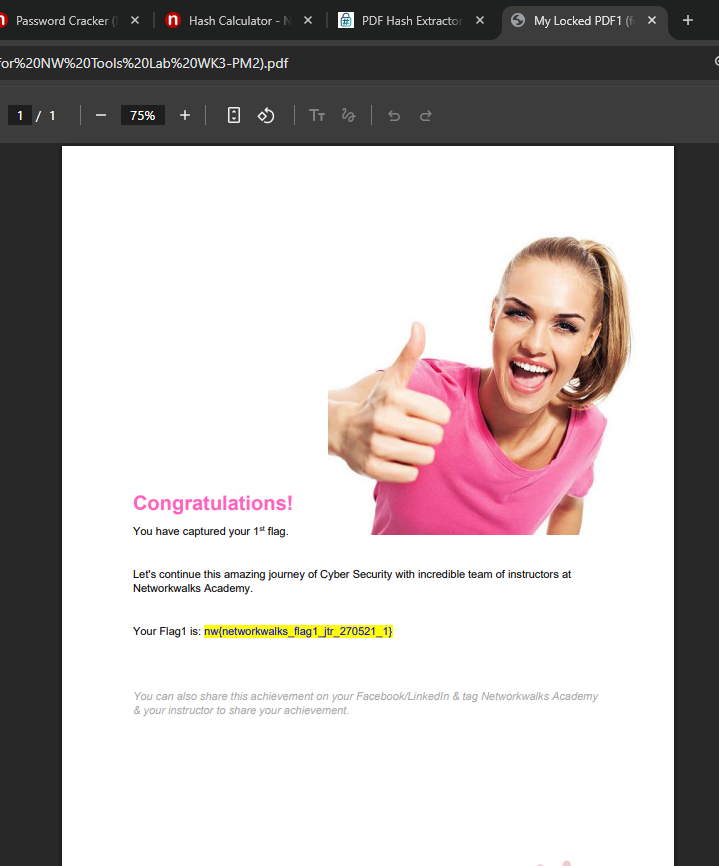 Password Cracker (
Hash Calculator - N
PDF Hash Extractor
My Locked PDF1 (f
for%20NW%20Tools%20Lab%20WK3-PM2).pdf
1 / 1
75%
Congratulations!
You have captured your 1st flag.
Let's continue this amazing journey of Cyber Security with incredible team of instructors at
Networkwalks Academy.
Your Flag1 is: nw{networkwalks_flag1_jtr_270521_1}
You can also share this achievement on your Facebook/LinkedIn & tag Networkwalks Academy
& your instructor to share your achievement.